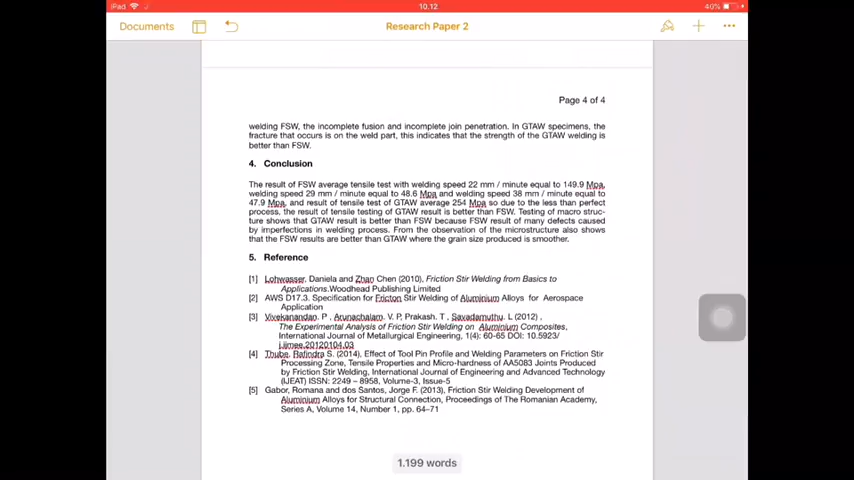 iPad
10.12
40%
Documents
Research Paper 2
Page 4 of 4
welding FSW, the incomplete fusion and incomplete join penetration. In GTAW specimens, the
fracture that occurs is on the weld part, this indicates that the strength of the GTAW welding is
better than FSW.
4. Conclusion
The result of FSW average tensile test with welding speed 22 mm / minute equal to 149.9 Mpa,
welding speed 29 mm / minute equal to 48.6 Mpa and welding speed 38 mm / minute equal to
47.9 Mpa, and result of tensile test of GTAW average 254 Mpa so due to the less than perfect
process, the result of tensile testing of GTAW result is better than FSW. Testing of macro struc-
ture shows that GTAW result is better than FSW because FSW result of many defects caused
by imperfections in welding process. From the observation of the microstructure also shows
that the FSW results are better than GTAW where the grain size produced is smoother.
5. Reference
[1] Lohwasser, Daniela and Zhan Chen (2010), Friction Stir Welding from Basics to
Applications.Woodhead Publishing Limited
[2] AWS D17.3. Specification for Fricton Stir Welding of Aluminium Alloys for Aerospace
Application
[3] Vivekanandan. P , Arunachalam. V. P, Prakash. T , Savadamuthu. L (2012) ,
The Experimental Analysis of Friction Stir Welding on Aluminium Composites,
International Journal of Metallurgical Engineering, 1(4): 60-65 DOI: 10.5923/
j.ijmee.20120104.03
[4] Thube, Rafindra S. (2014), Effect of Tool Pin Profile and Welding Parameters on Friction Stir
Processing Zone, Tensile Properties and Micro-hardness of AA5083 Joints Produced
by Friction Stir Welding, International Journal of Engineering and Advanced Technology
(IJEAT) ISSN: 2249 – 8958, Volume-3, Issue-5
[5] Gabor, Romana and dos Santos, Jorge F. (2013), Friction Stir Welding Development of
Aluminium Alloys for Structural Connection, Proceedings of The Romanian Academy,
Series A, Volume 14, Number 1, pp. 64–71
1.199 words